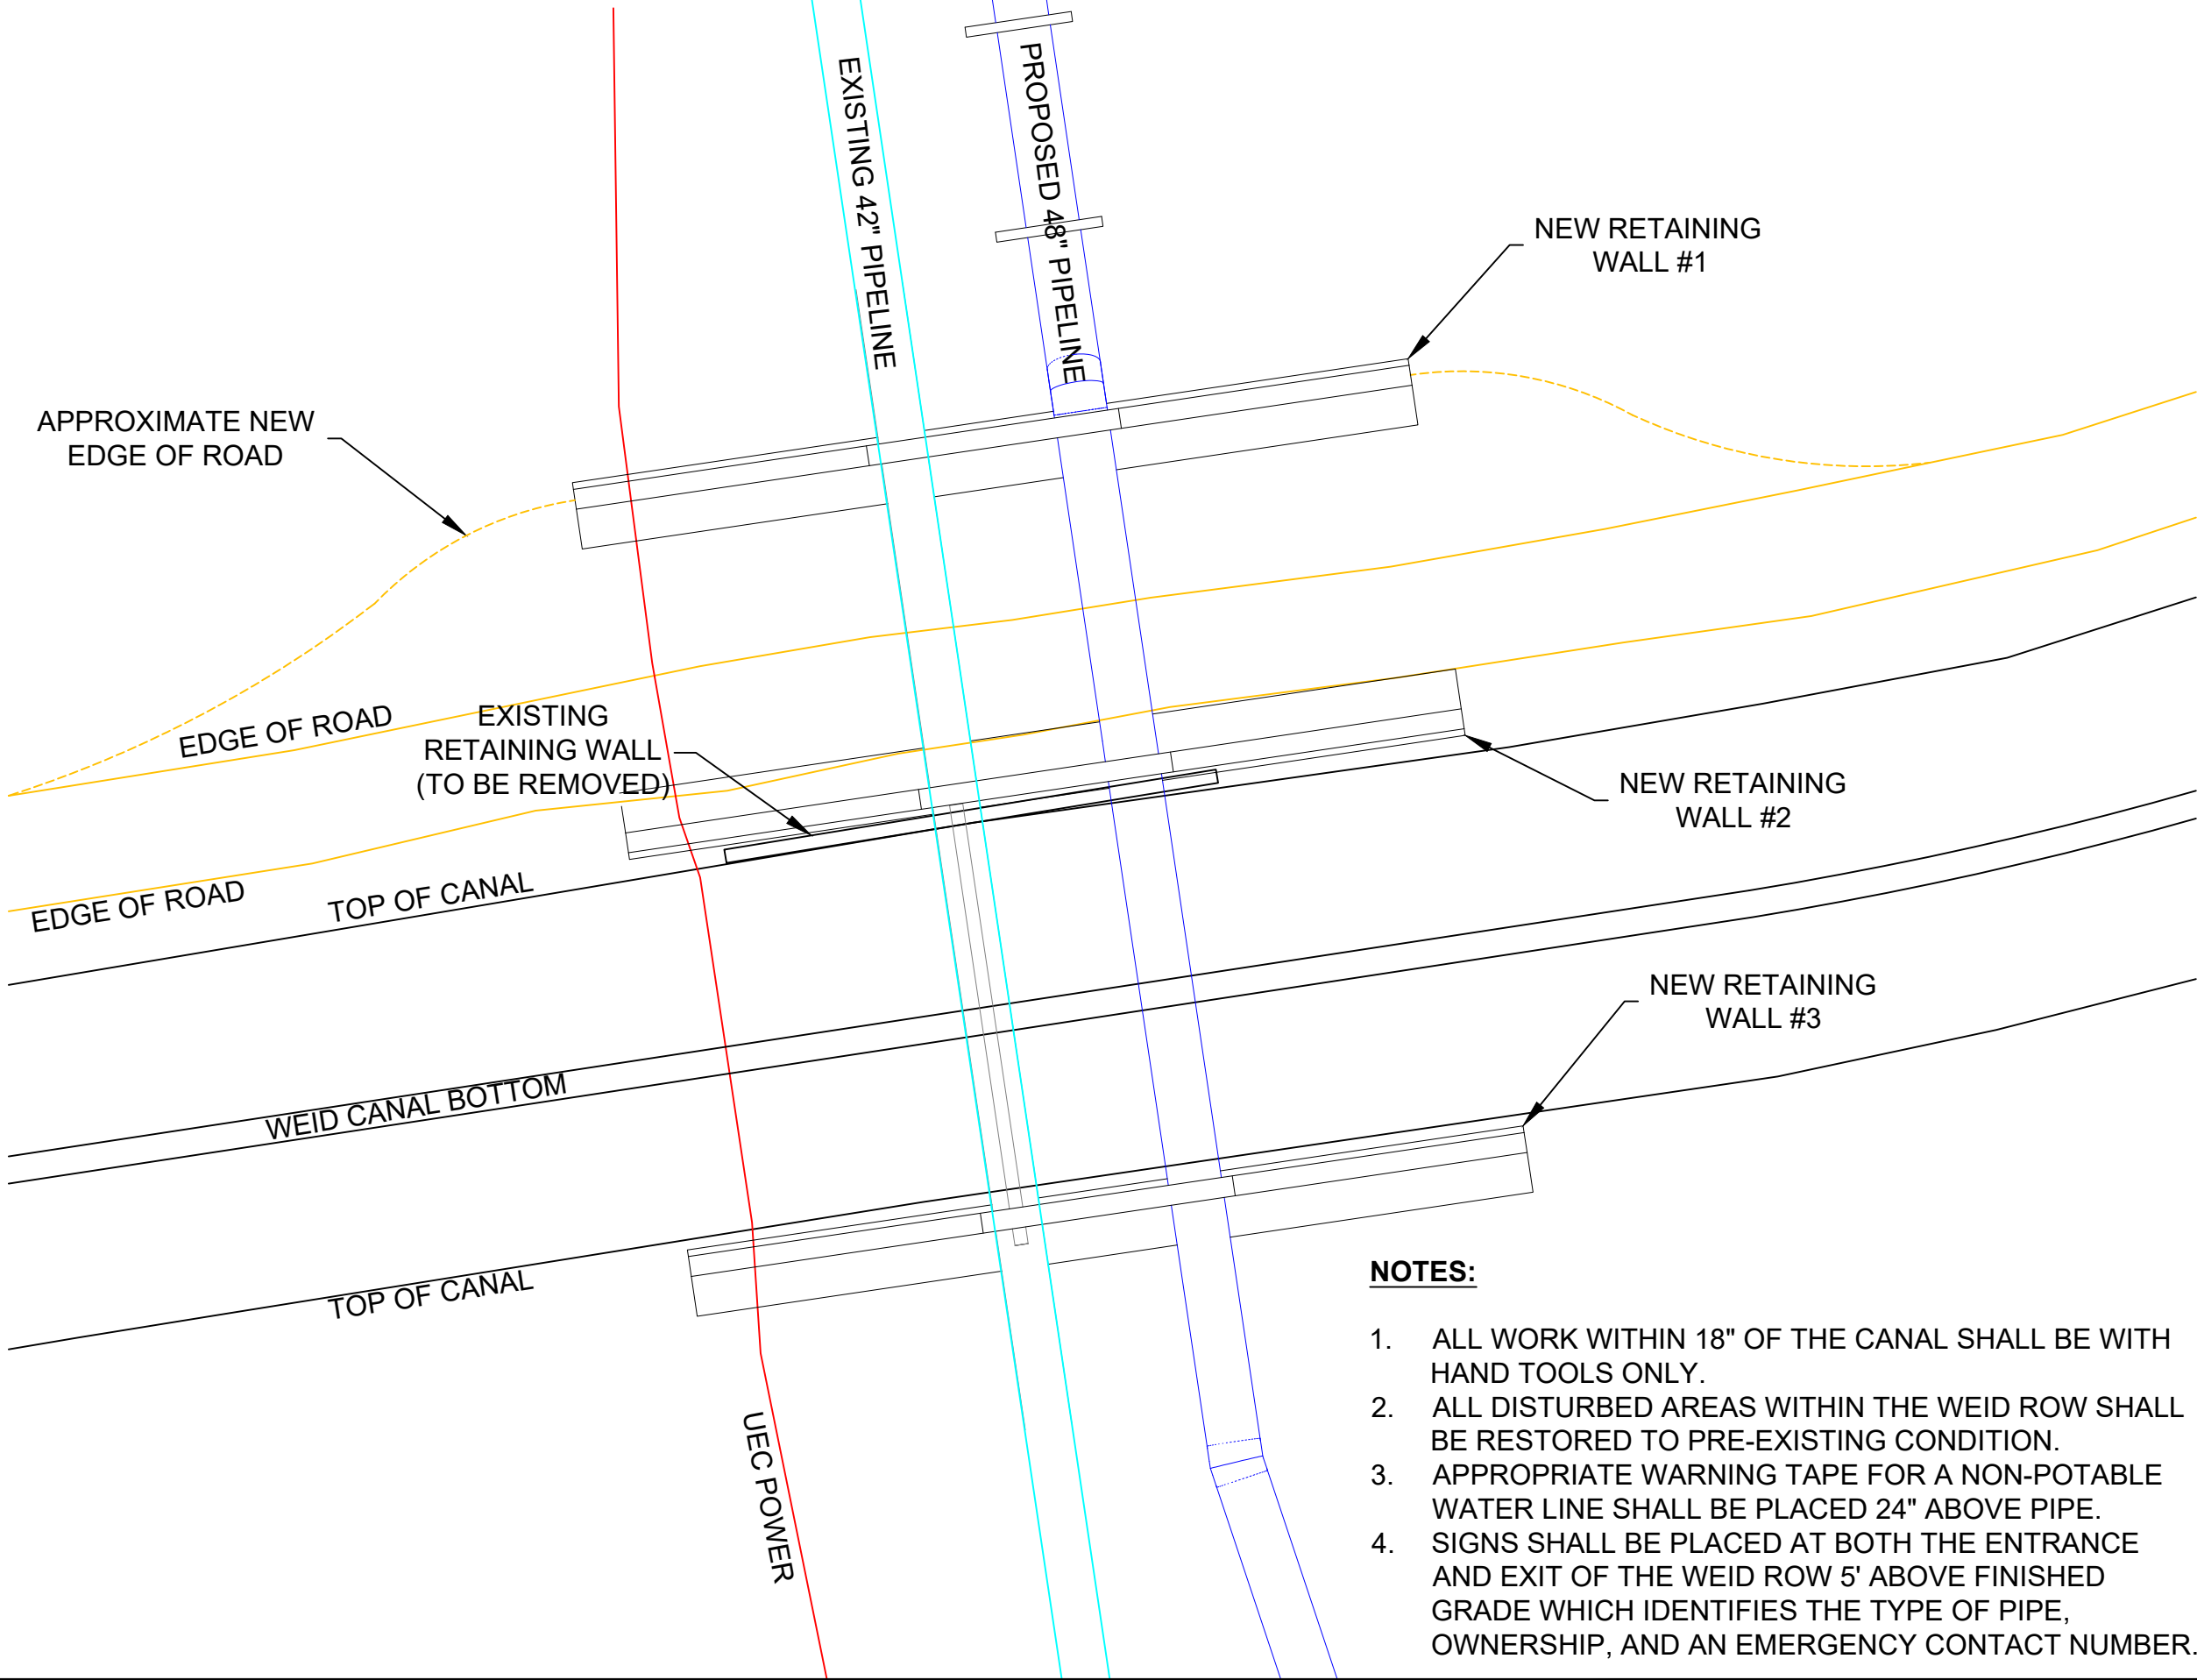 EXISTING 42" PIPELINE
PROPOSED 48" PIPELINE
NEW RETAINING
WALL #1
APPROXIMATE NEW
EDGE OF ROAD
EDGE OF ROAD
EXISTING
RETAINING WALL
(TO BE REMOVED)
NEW RETAINING
WALL #2
EDGE OF ROAD
TOP OF CANAL
NEW RETAINING
WALL #3
WEID CANAL BOTTOM
TOP OF CANAL
UEC POWER
NOTES:
1. ALL WORK WITHIN 18" OF THE CANAL SHALL BE WITH
HAND TOOLS ONLY.
2. ALL DISTURBED AREAS WITHIN THE WEID ROW SHALL
BE RESTORED TO PRE-EXISTING CONDITION.
3. APPROPRIATE WARNING TAPE FOR A NON-POTABLE
WATER LINE SHALL BE PLACED 24" ABOVE PIPE.
4. SIGNS SHALL BE PLACED AT BOTH THE ENTRANCE
AND EXIT OF THE WEID ROW 5' ABOVE FINISHED
GRADE WHICH IDENTIFIES THE TYPE OF PIPE,
OWNERSHIP, AND AN EMERGENCY CONTACT NUMBER.